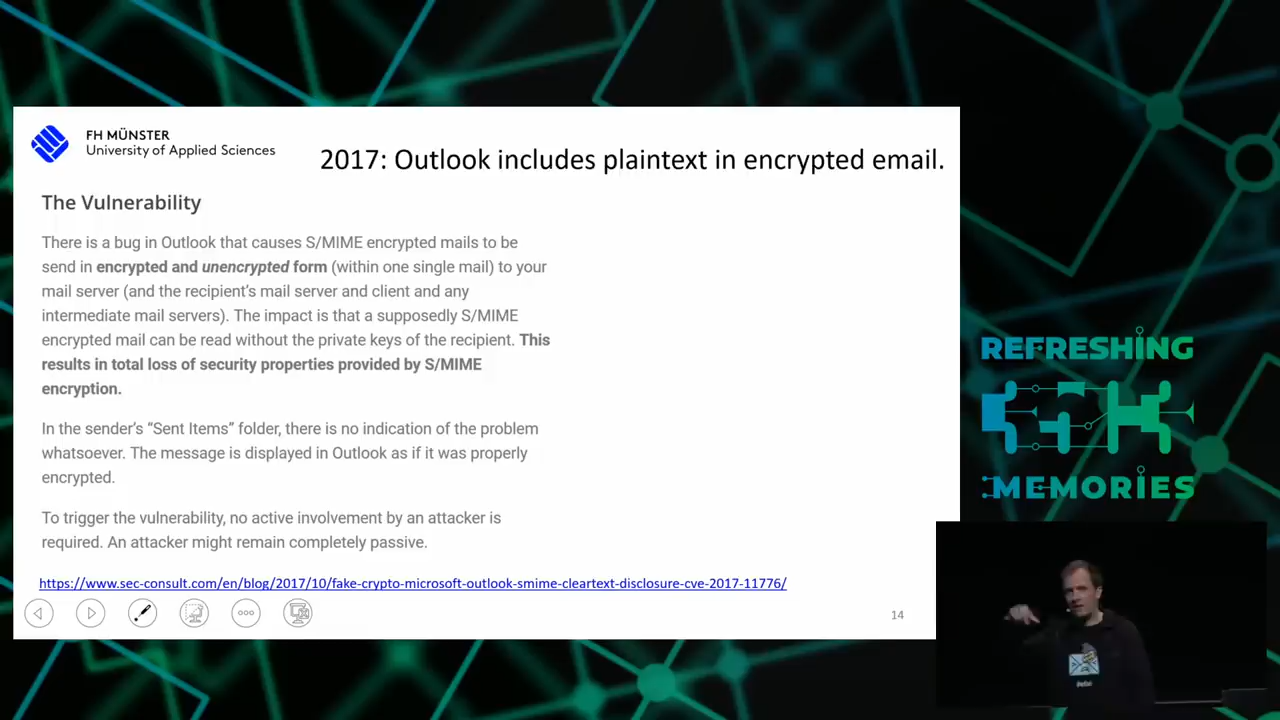 FH MÜNSTER
University of Applied Sciences
2017: Outlook includes plaintext in encrypted email.
The Vulnerability
There is a bug in Outlook that causes S/MIME encrypted mails to be
send in encrypted and unencrypted form (within one single mail) to your
mail server (and the recipient's mail server and client and any
intermediate mail servers). The impact is that a supposedly S/MIME
encrypted mail can be read without the private keys of the recipient. This
results in total loss of security properties provided by S/MIME
encryption.
In the sender's “Sent Items” folder, there is no indication of the problem
whatsoever. The message is displayed in Outlook as if it was properly
encrypted.
To trigger the vulnerability, no active involvement by an attacker is
required. An attacker might remain completely passive.
https://www.sec-consult.com/en/blog/2017/10/fake-crypto-microsoft-outlook-smime-cleartext-disclosure-cve-2017-11776/
14
REFRESHING
MEMORIES